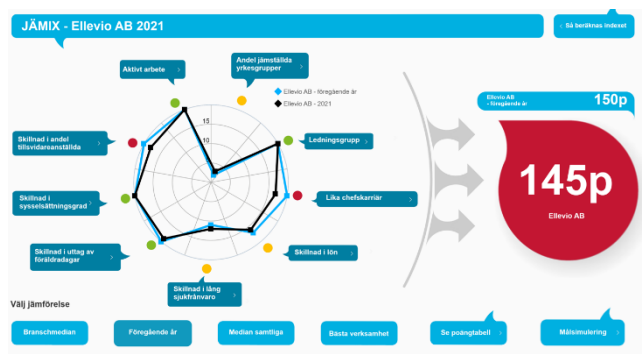 JÄMIX - Ellevio AB 2021
Så beräknas indexet
Andel jämställda
yrkesgrupper
Aktivt arbete
Ellevio AB - föregående år
Ellevio AB - 2021
Ellevio AB
- föregående år
150p
15
10
Skillnad i andel
tillsvidareanställda
Ledningsgrupp
145p
Ellevio AB
Skillnad i
sysselsättningsgrad
Lika chefskarriär
Skillnad i uttag av
föräldradagar
Skillnad i lön
Skillnad i lång
sjukfrånvaro
Välj jämförelse
Branschmedian
Föregående år
Median samtliga
Bästa verksamhet
Se poängtabell
Målsimulering